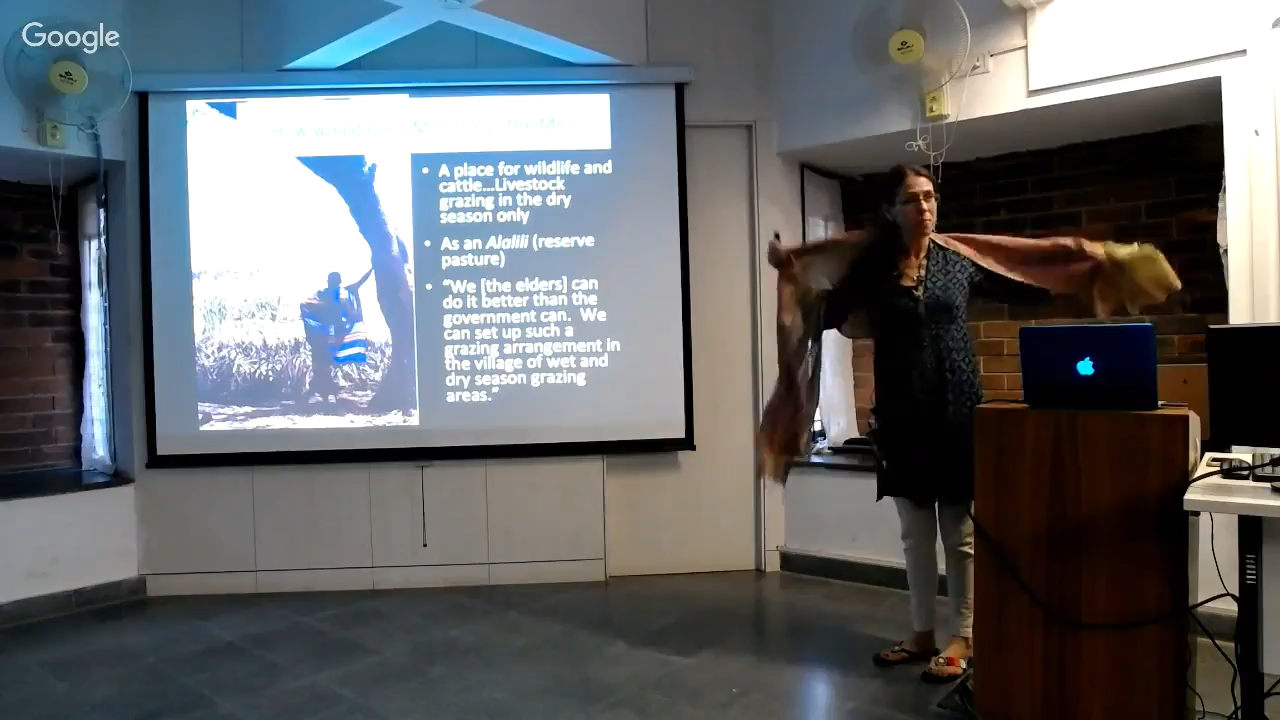 Google
• A place for wildlife and
cattle...Livestock
grazing in the dry
season only
• As an Alalili (reserve
pasture)
• "We [the elders] can
do it better than the
government can. We
can set up such a
grazing arrangement in
the village of wet and
dry season grazing
areas."